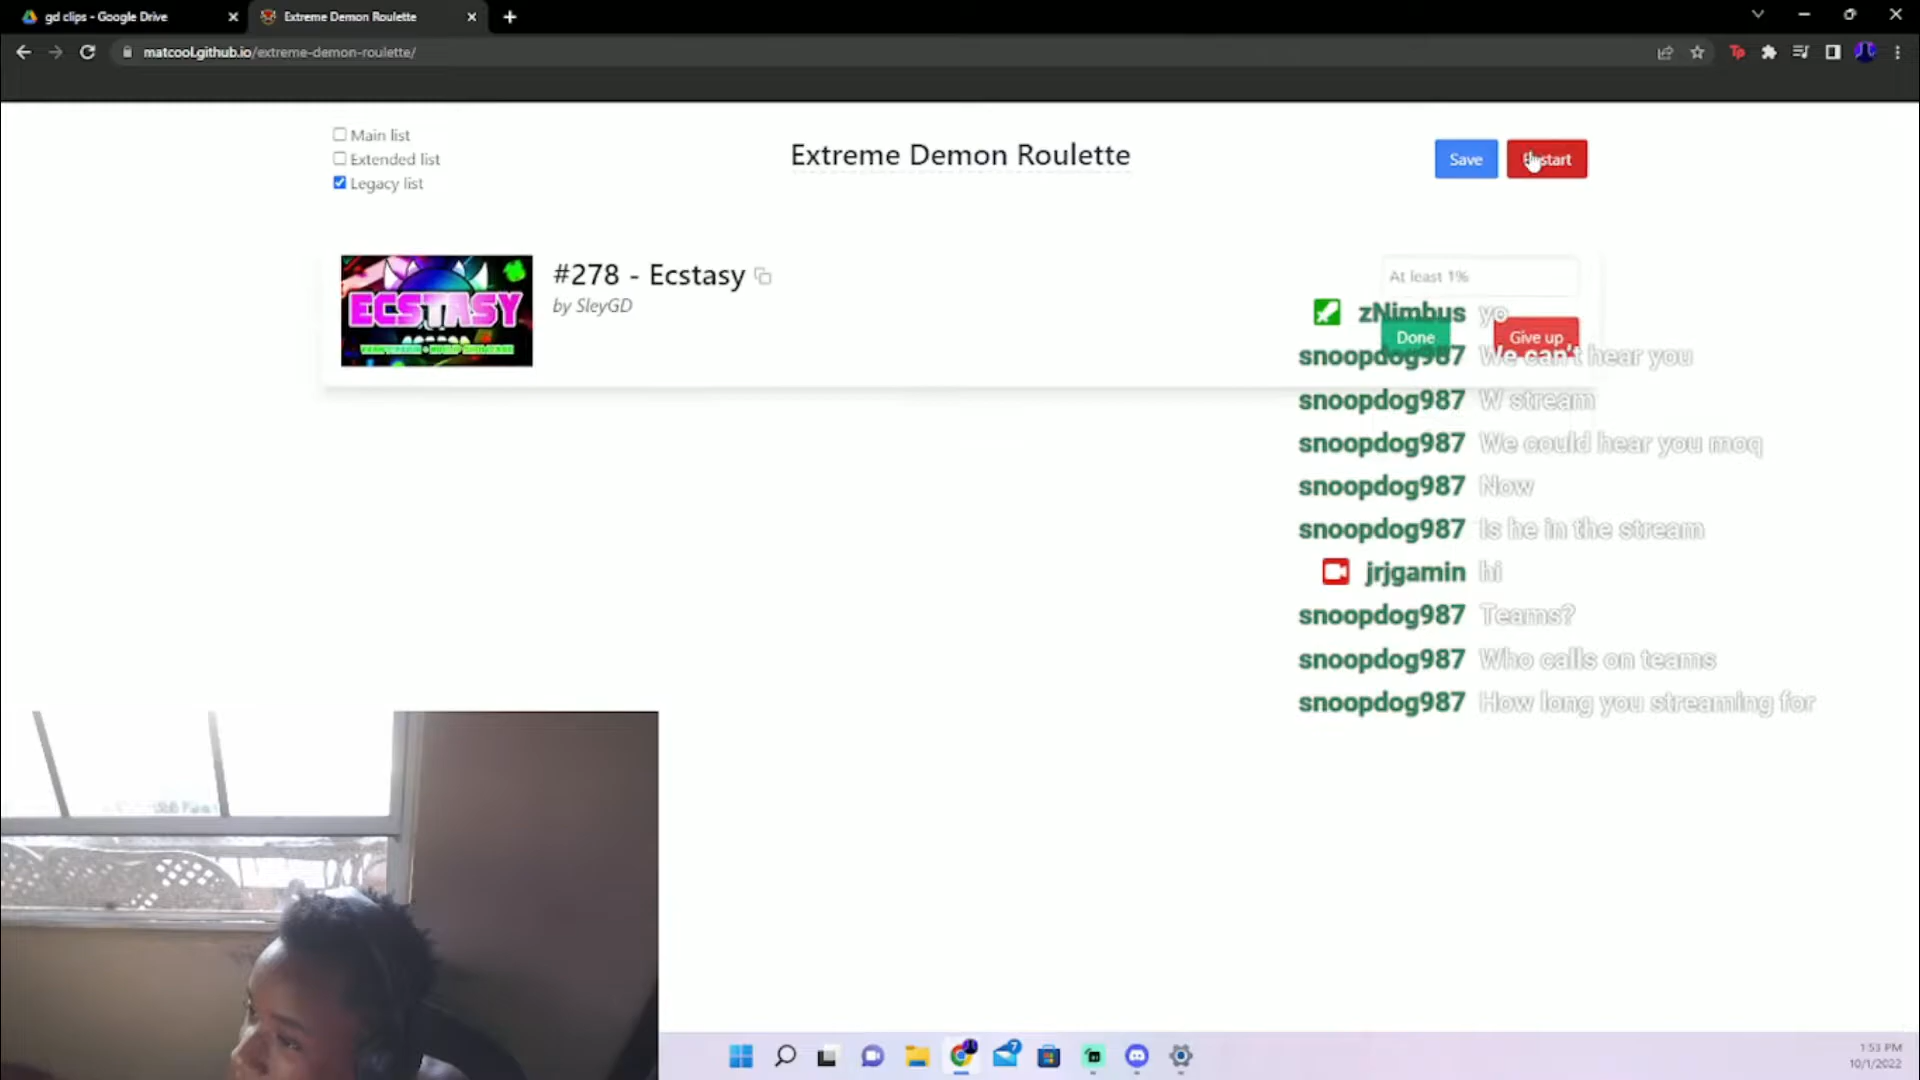 gd clips - Google Drive
Extreme Demon Roulette
matcool.github.io/extreme-demon-roulette/
Main list
Extended list
Legacy list
Extreme Demon Roulette
Save
ECSTASY
#278 - Ecstasy
by SleyGD
At least 1%
Done
Give up
zNimbus yo
snoopdog987 We can't hear you
snoopdog987 W stream
snoopdog987 We could hear you moq
snoopdog987 Now
snoopdog987 Is he in the stream
jrjgamin hi
snoopdog987 Teams?
snoopdog987 Who calls on teams
snoopdog987 How long you streaming for
7
1:53 PM
10/1/2022